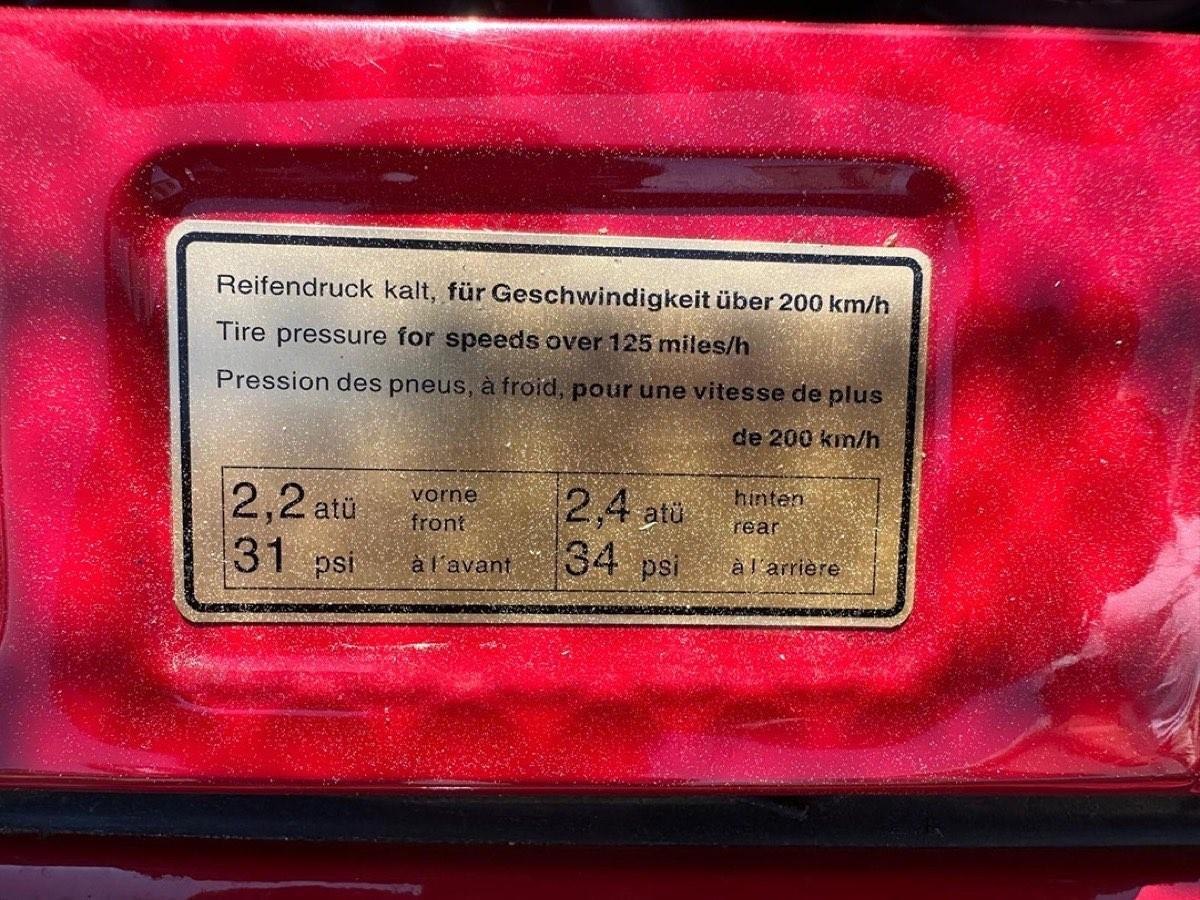 Reifendruck kalt, für Geschwindigkeit über 200 km/h
Tire pressure for speeds over 125 miles/h
Pression des pneus, à froid, pour une vitesse de plus
de 200 km/h
2,2 atü vorne 2,4 atü hinten
front rear
31 psi à l´avant 34 psi à l´arrière